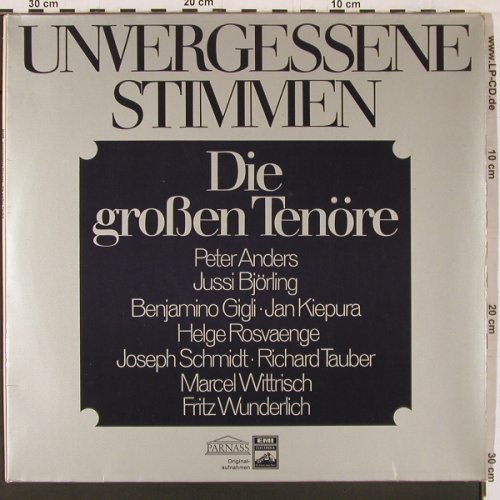 30 cm
20 cm
10 cm
www.LP-CD.de
10 cm
20 cm
30 cm
UNVERGESSENE
STIMMEN
Die
großen Tenöre
Peter Anders
Jussi Björling
Benjamino Gigli · Jan Kiepura
Helge Rosvaenge
Joseph Schmidt · Richard Tauber
Marcel Wittrisch
Fritz Wunderlich
PARNASS
Original-
aufnahmen
EMI
ELECTROLA